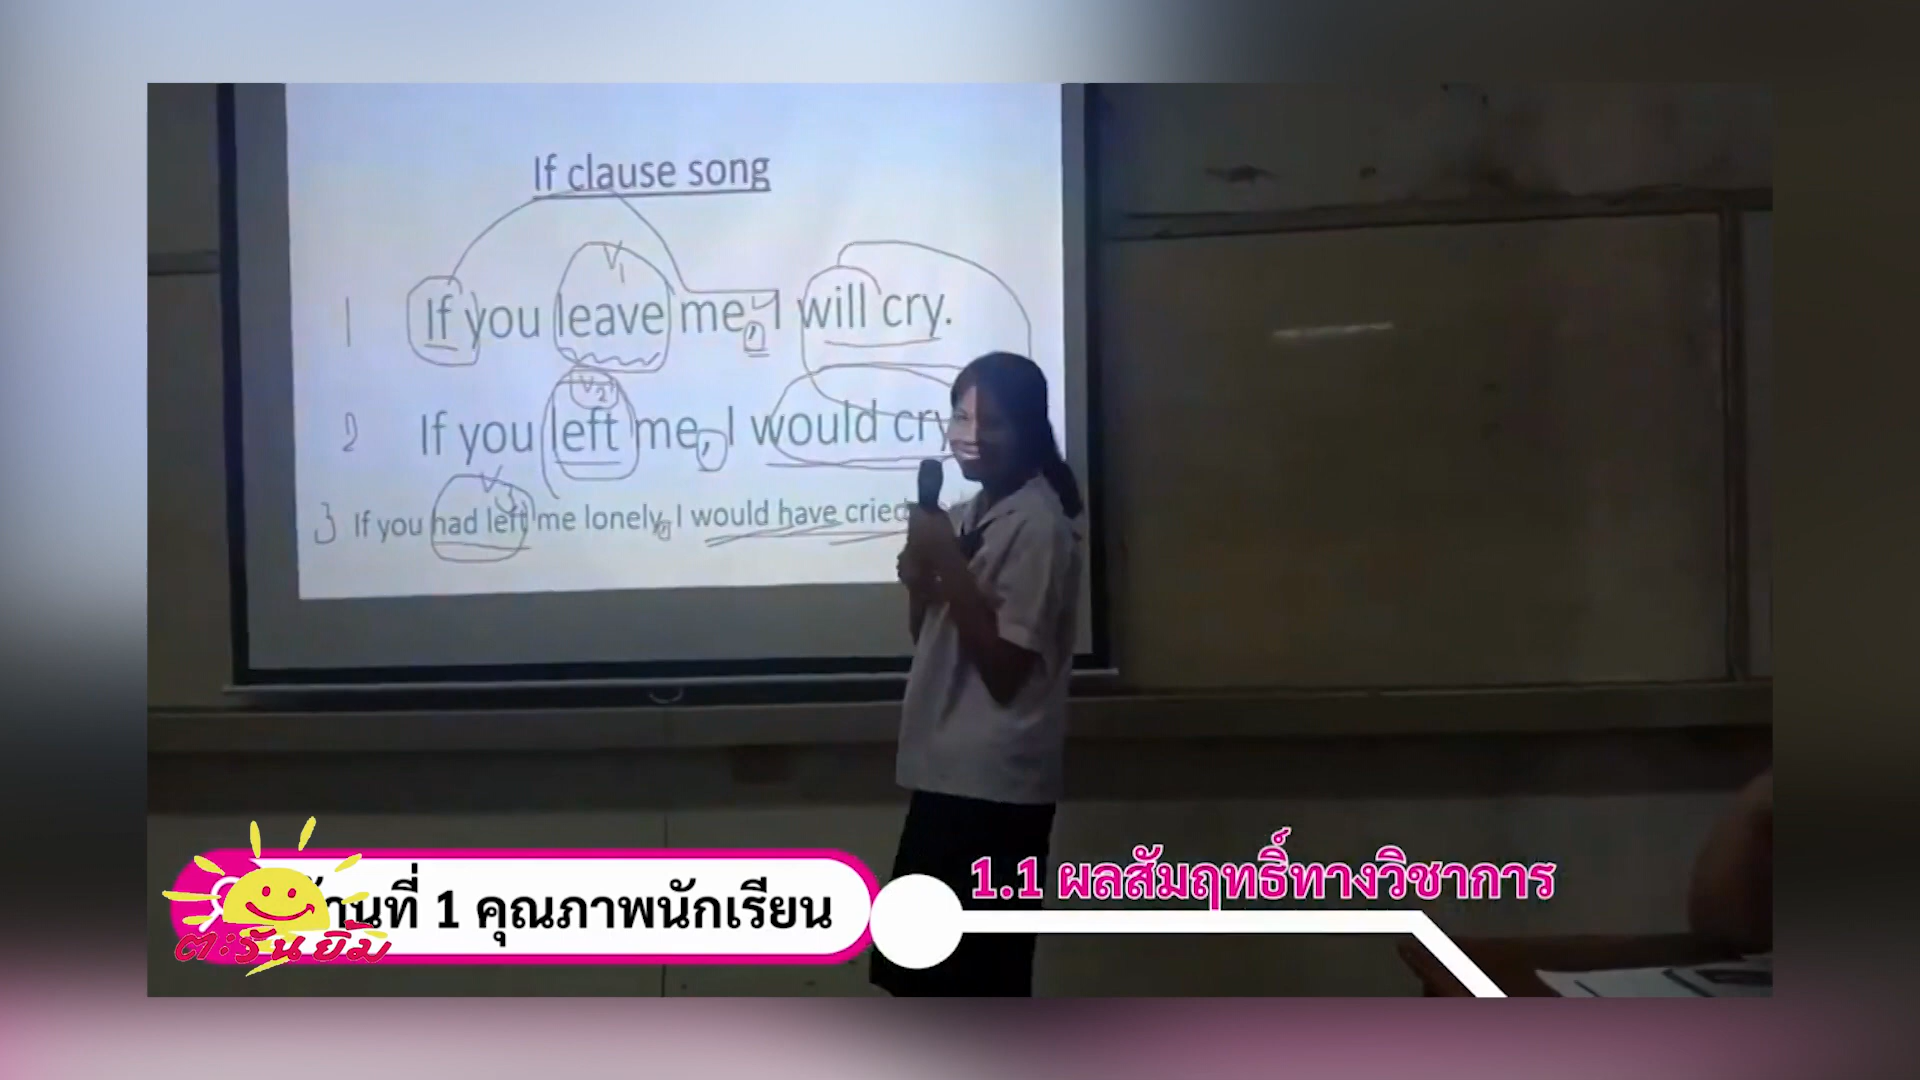 If clause song
V1
1 If you leave me, I will cry.
V2
2 If you left me, I would cry
V3
3 If you had left me lonely, I would have cried
1.1 ผลสัมฤทธิ์ทางวิชาการ
ด้านที่ 1 คุณภาพนักเรียน
ตะวันยิ้ม